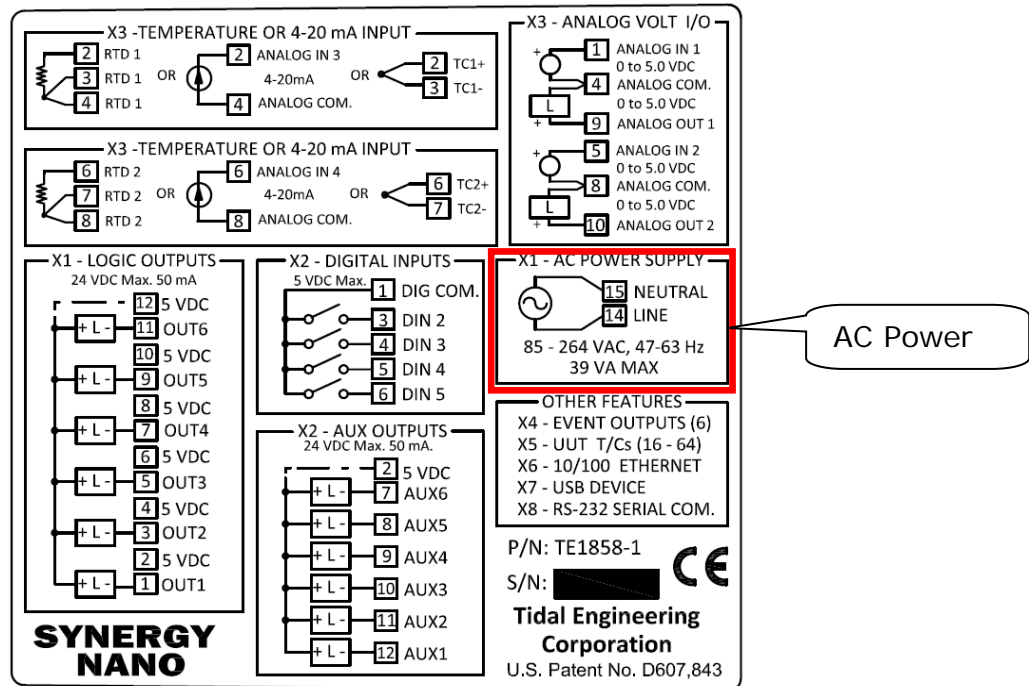 X3 -TEMPERATURE OR 4-20 mA INPUT
2 RTD 1
3 RTD 1
4 RTD 1
OR
2 ANALOG IN 3
4-20mA
4 ANALOG COM.
OR
2 TC1+
3 TC1-
X3 -TEMPERATURE OR 4-20 mA INPUT
6 RTD 2
7 RTD 2
8 RTD 2
OR
6 ANALOG IN 4
4-20mA
8 ANALOG COM.
OR
6 TC2+
7 TC2-
X3 - ANALOG VOLT I/O
+ 1 ANALOG IN 1
0 to 5.0 VDC
4 ANALOG COM.
L 0 to 5.0 VDC
+ 9 ANALOG OUT 1
+ 5 ANALOG IN 2
0 to 5.0 VDC
8 ANALOG COM.
L 0 to 5.0 VDC
+ 10 ANALOG OUT 2
X1 - LOGIC OUTPUTS
24 VDC Max. 50 mA
12 5 VDC
+ L - 11 OUT6
10 5 VDC
+ L - 9 OUT5
8 5 VDC
+ L - 7 OUT4
6 5 VDC
+ L - 5 OUT3
4 5 VDC
+ L - 3 OUT2
2 5 VDC
+ L - 1 OUT1
SYNERGY
NANO
X2 - DIGITAL INPUTS
5 VDC Max.
1 DIG COM.
3 DIN 2
4 DIN 3
5 DIN 4
6 DIN 5
X2 - AUX OUTPUTS
24 VDC Max. 50 mA.
2 5 VDC
+ L - 7 AUX6
+ L - 8 AUX5
+ L - 9 AUX4
+ L - 10 AUX3
+ L - 11 AUX2
+ L - 12 AUX1
X1 - AC POWER SUPPLY
15 NEUTRAL
14 LINE
85 - 264 VAC, 47-63 Hz
39 VA MAX
AC Power
OTHER FEATURES
X4 - EVENT OUTPUTS (6)
X5 - UUT T/Cs (16 - 64)
X6 - 10/100 ETHERNET
X7 - USB DEVICE
X8 - RS-232 SERIAL COM.
P/N: TE1858-1
S/N:
CE
Tidal Engineering
Corporation
U.S. Patent No. D607,843